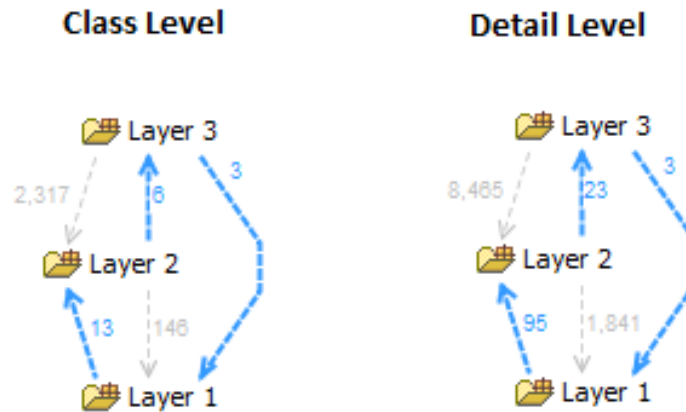 Class Level
Detail Level
Layer 3
2,317
6
3
Layer 2
13
146
Layer 1
Layer 3
8,465
23
3
Layer 2
95
1,841
Layer 1